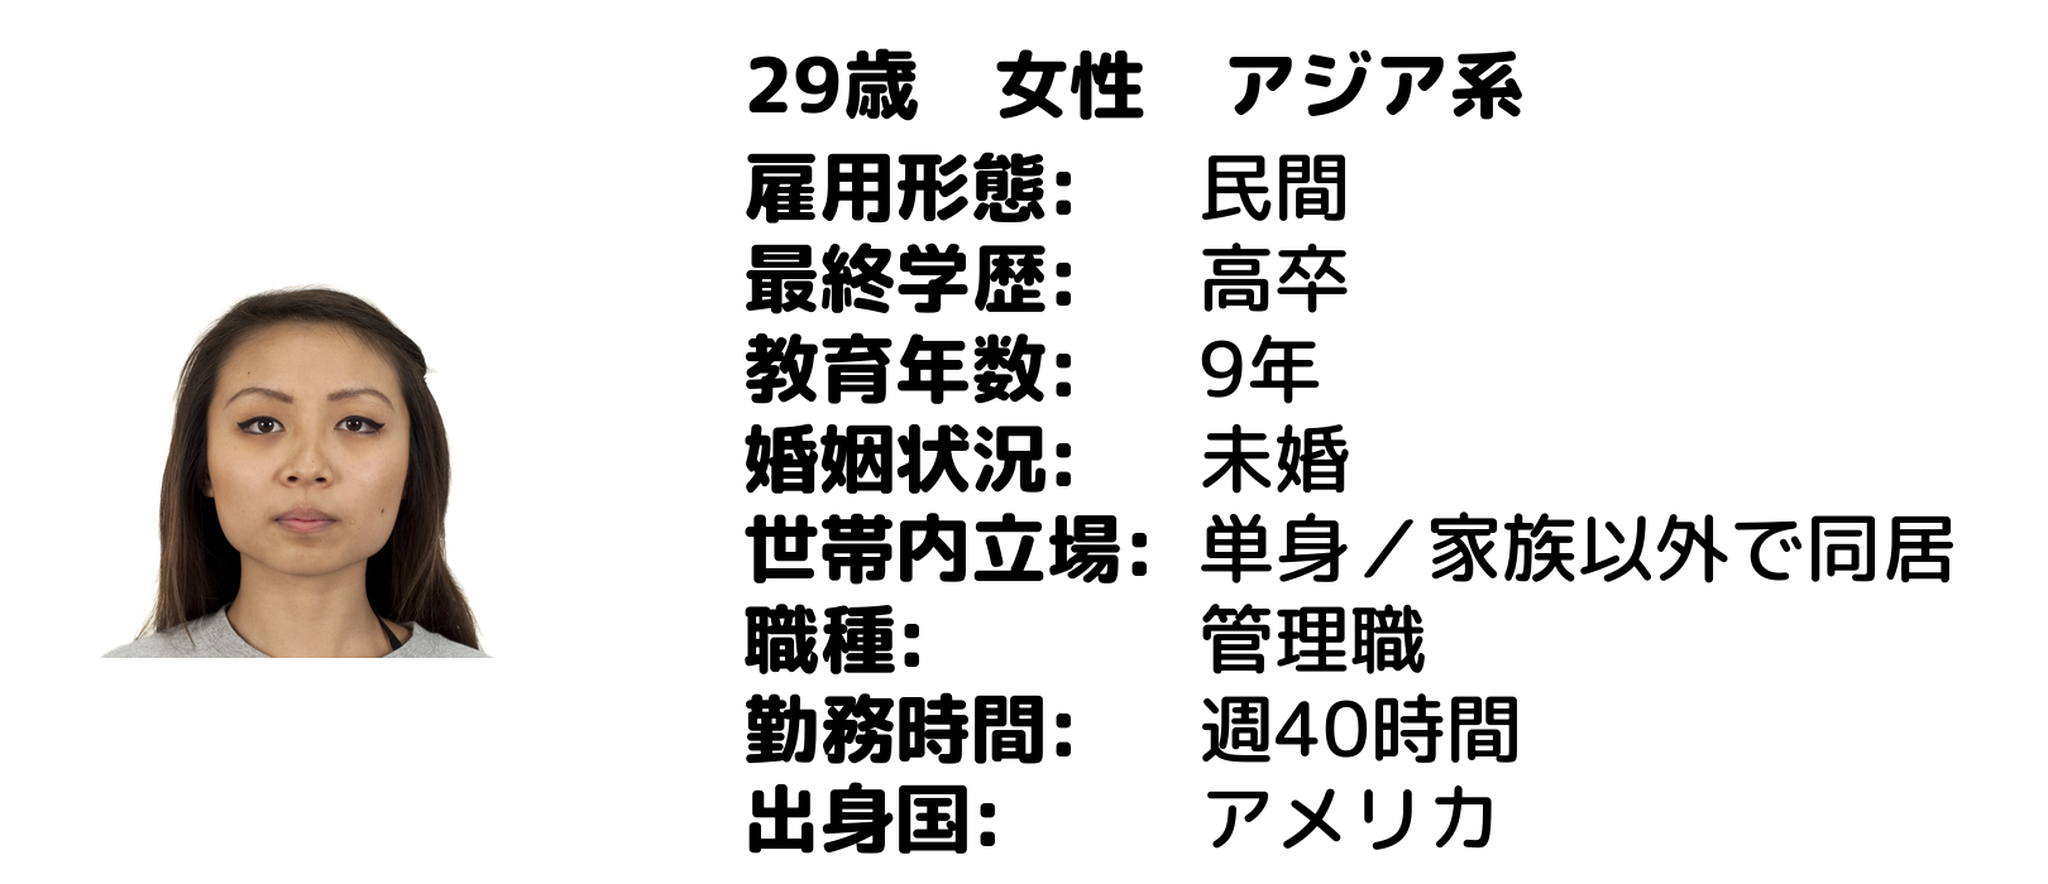 29歳　女性　アジア系
雇用形態:　民間
最終学歴:　高卒
教育年数:　9年
婚姻状況:　未婚
世帯内立場:　単身／家族以外で同居
職種:　管理職
勤務時間:　週40時間
出身国:　アメリカ